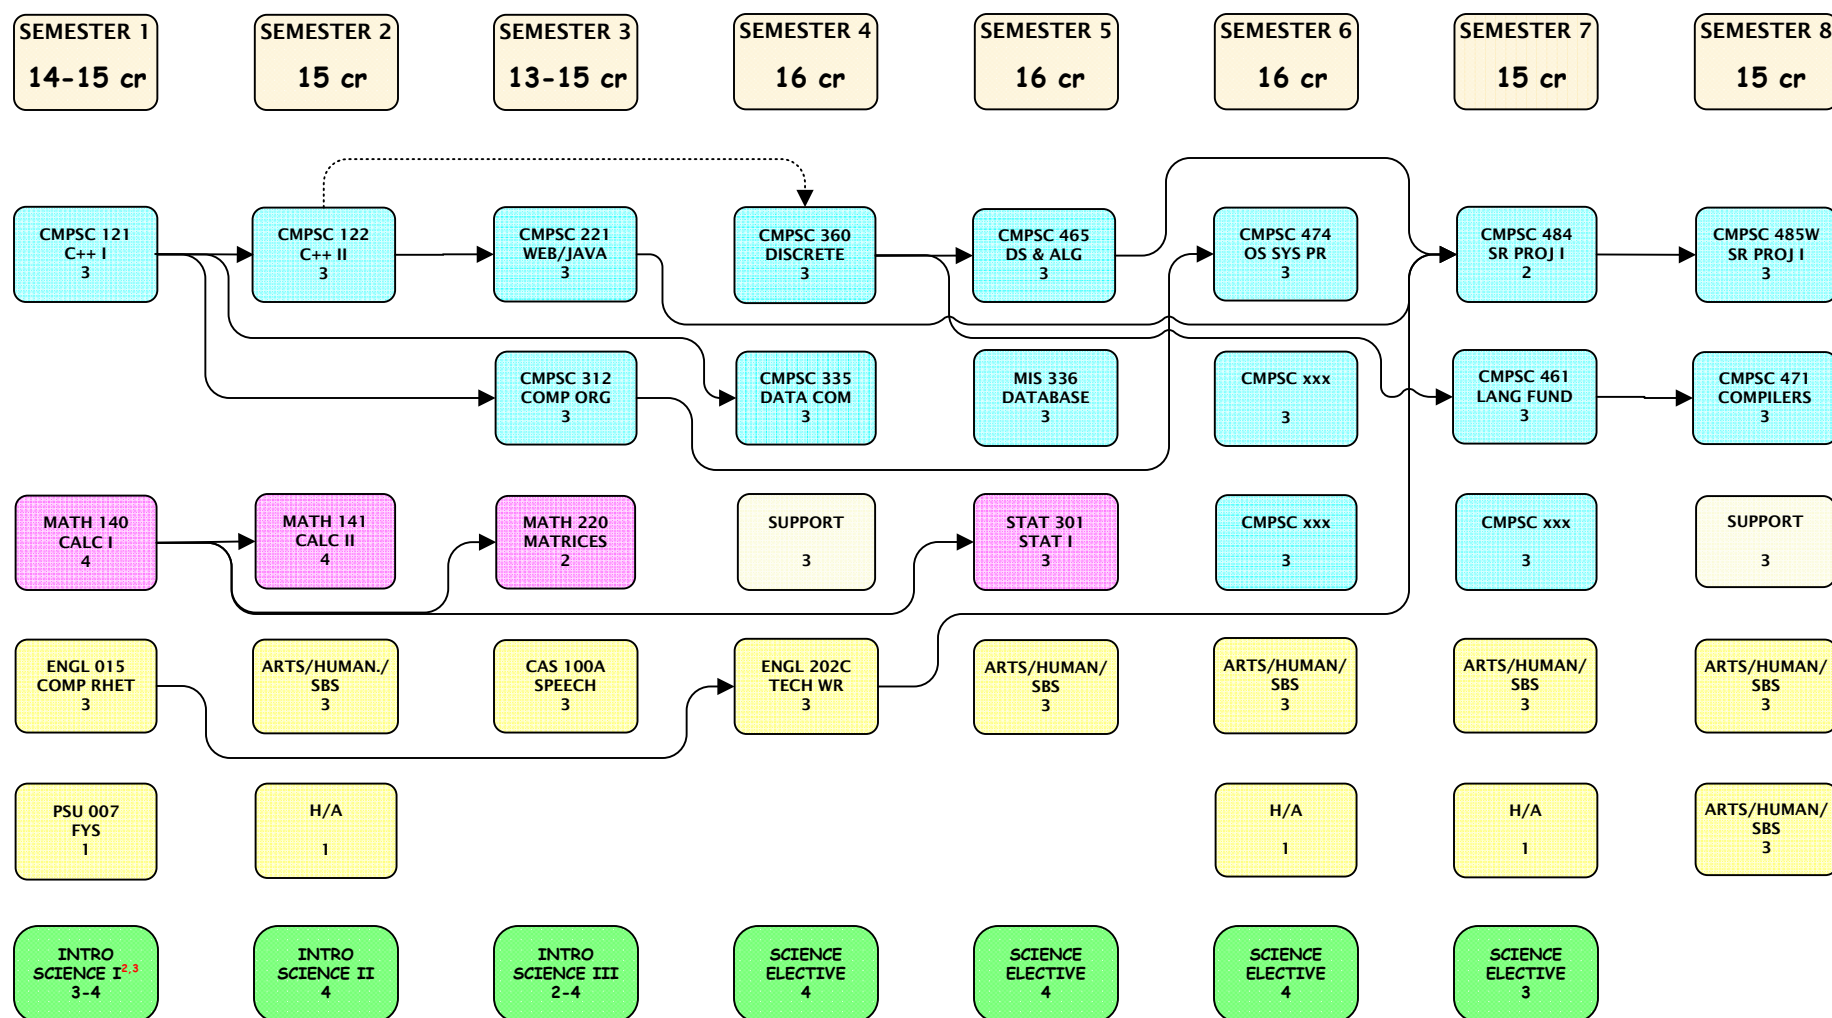 SEMESTER 1
14-15 cr
SEMESTER 2
15 cr
SEMESTER 3
13-15 cr
SEMESTER 4
16 cr
SEMESTER 5
16 cr
SEMESTER 6
16 cr
SEMESTER 7
15 cr
SEMESTER 8
15 cr
CMPSC 121
C++ I
3
CMPSC 122
C++ II
3
CMPSC 221
WEB/JAVA
3
CMPSC 360
DISCRETE
3
CMPSC 465
DS & ALG
3
CMPSC 474
OS SYS PR
3
CMPSC 484
SR PROJ I
2
CMPSC 485W
SR PROJ I
3
CMPSC 312
COMP ORG
3
CMPSC 335
DATA COM
3
MIS 336
DATABASE
3
CMPSC xxx
3
CMPSC 461
LANG FUND
3
CMPSC 471
COMPILERS
3
MATH 140
CALC I
4
MATH 141
CALC II
4
MATH 220
MATRICES
2
SUPPORT
3
STAT 301
STAT I
3
CMPSC xxx
3
CMPSC xxx
3
SUPPORT
3
ENGL 015
COMP RHET
3
ARTS/HUMAN./
SBS
3
CAS 100A
SPEECH
3
ENGL 202C
TECH WR
3
ARTS/HUMAN/
SBS
3
ARTS/HUMAN/
SBS
3
ARTS/HUMAN/
SBS
3
ARTS/HUMAN/
SBS
3
PSU 007
FYS
1
H/A
1
H/A
1
H/A
1
ARTS/HUMAN/
SBS
3
INTRO
SCIENCE I2,3
3-4
INTRO
SCIENCE II
4
INTRO
SCIENCE III
2-4
SCIENCE
ELECTIVE
4
SCIENCE
ELECTIVE
4
SCIENCE
ELECTIVE
4
SCIENCE
ELECTIVE
3